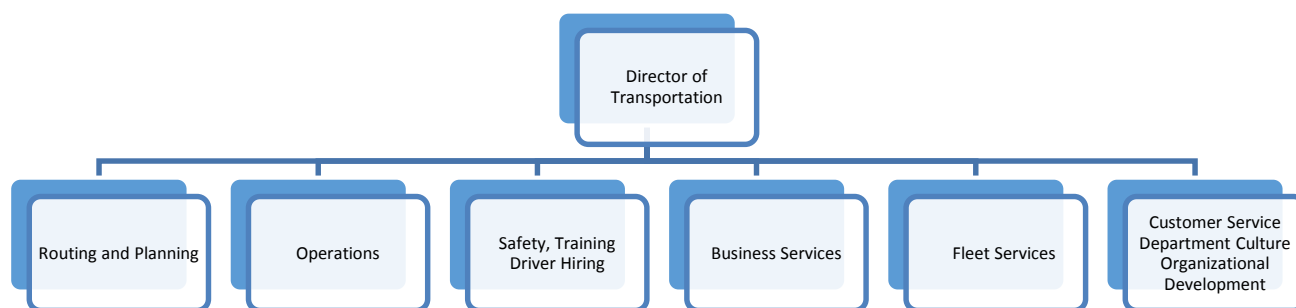 Director of
Transportation
Routing and Planning
Operations
Safety, Training
Driver Hiring
Business Services
Fleet Services
Customer Service
Department Culture
Organizational
Development